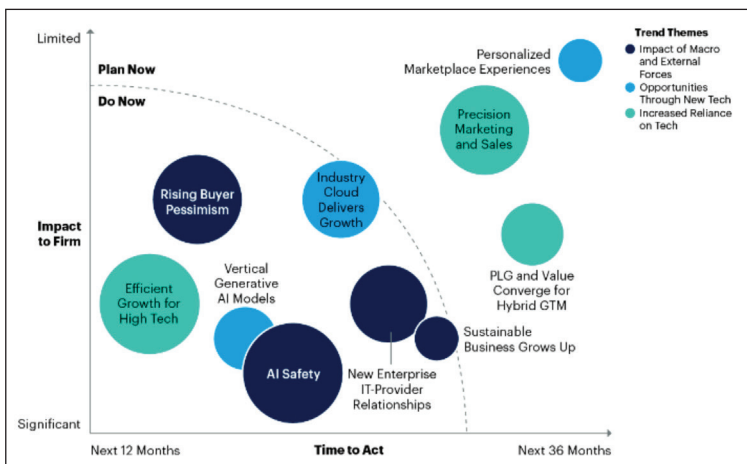 Limited
Plan Now
Do Now
Impact
to Firm
Significant
Next 12 Months
Time to Act
Next 36 Months
Personalized
Marketplace Experiences
Precision
Marketing
and Sales
Rising Buyer
Pessimism
Industry
Cloud
Delivers
Growth
PLG and Value
Converge for
Hybrid GTM
Efficient
Growth for
High Tech
Vertical
Generative
AI Models
AI Safety
New Enterprise
IT-Provider
Relationships
Sustainable
Business Grows Up
Trend Themes
Impact of Macro
and External
Forces
Opportunities
Through New Tech
Increased Reliance
on Tech